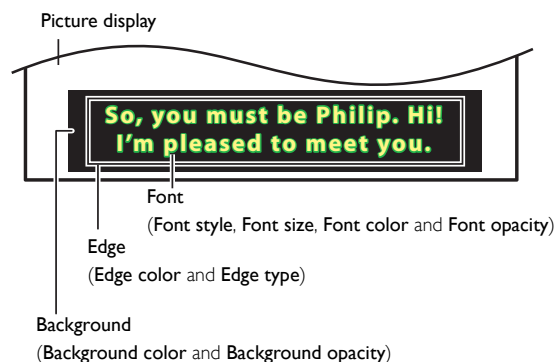 Picture display
So, you must be Philip. Hi!
I'm pleased to meet you.
Font
(Font style, Font size, Font color and Font opacity)
Edge
(Edge color and Edge type)
Background
(Background color and Background opacity)